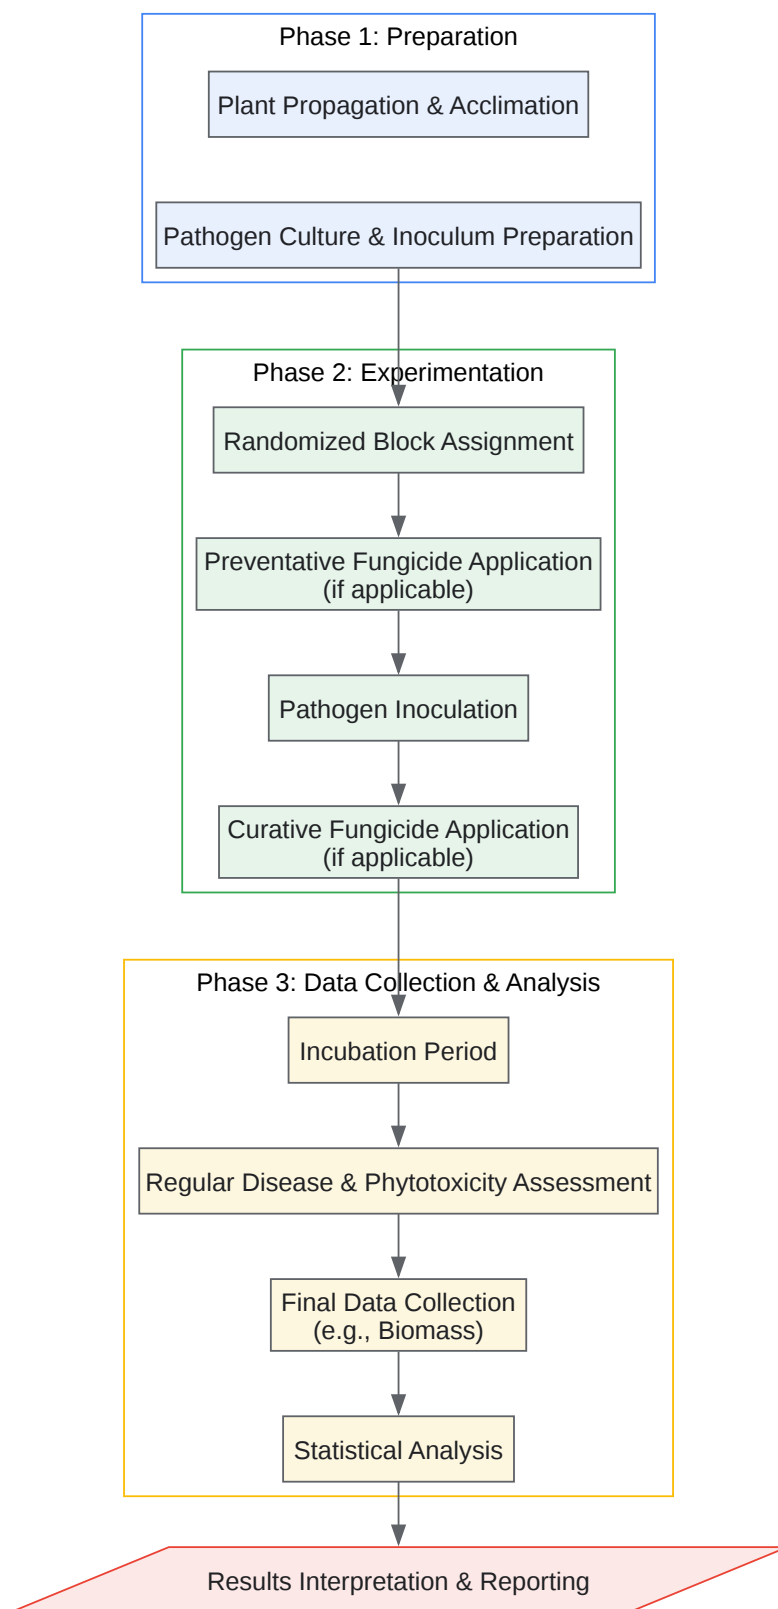 Phase 1: Preparation
Plant Propagation & Acclimation
Pathogen Culture & Inoculum Preparation
Phase 2: Experimentation
Randomized Block Assignment
Preventative Fungicide Application
(if applicable)
Pathogen Inoculation
Curative Fungicide Application
(if applicable)
Phase 3: Data Collection & Analysis
Incubation Period
Regular Disease & Phytotoxicity Assessment
Final Data Collection
(e.g., Biomass)
Statistical Analysis
Results Interpretation & Reporting